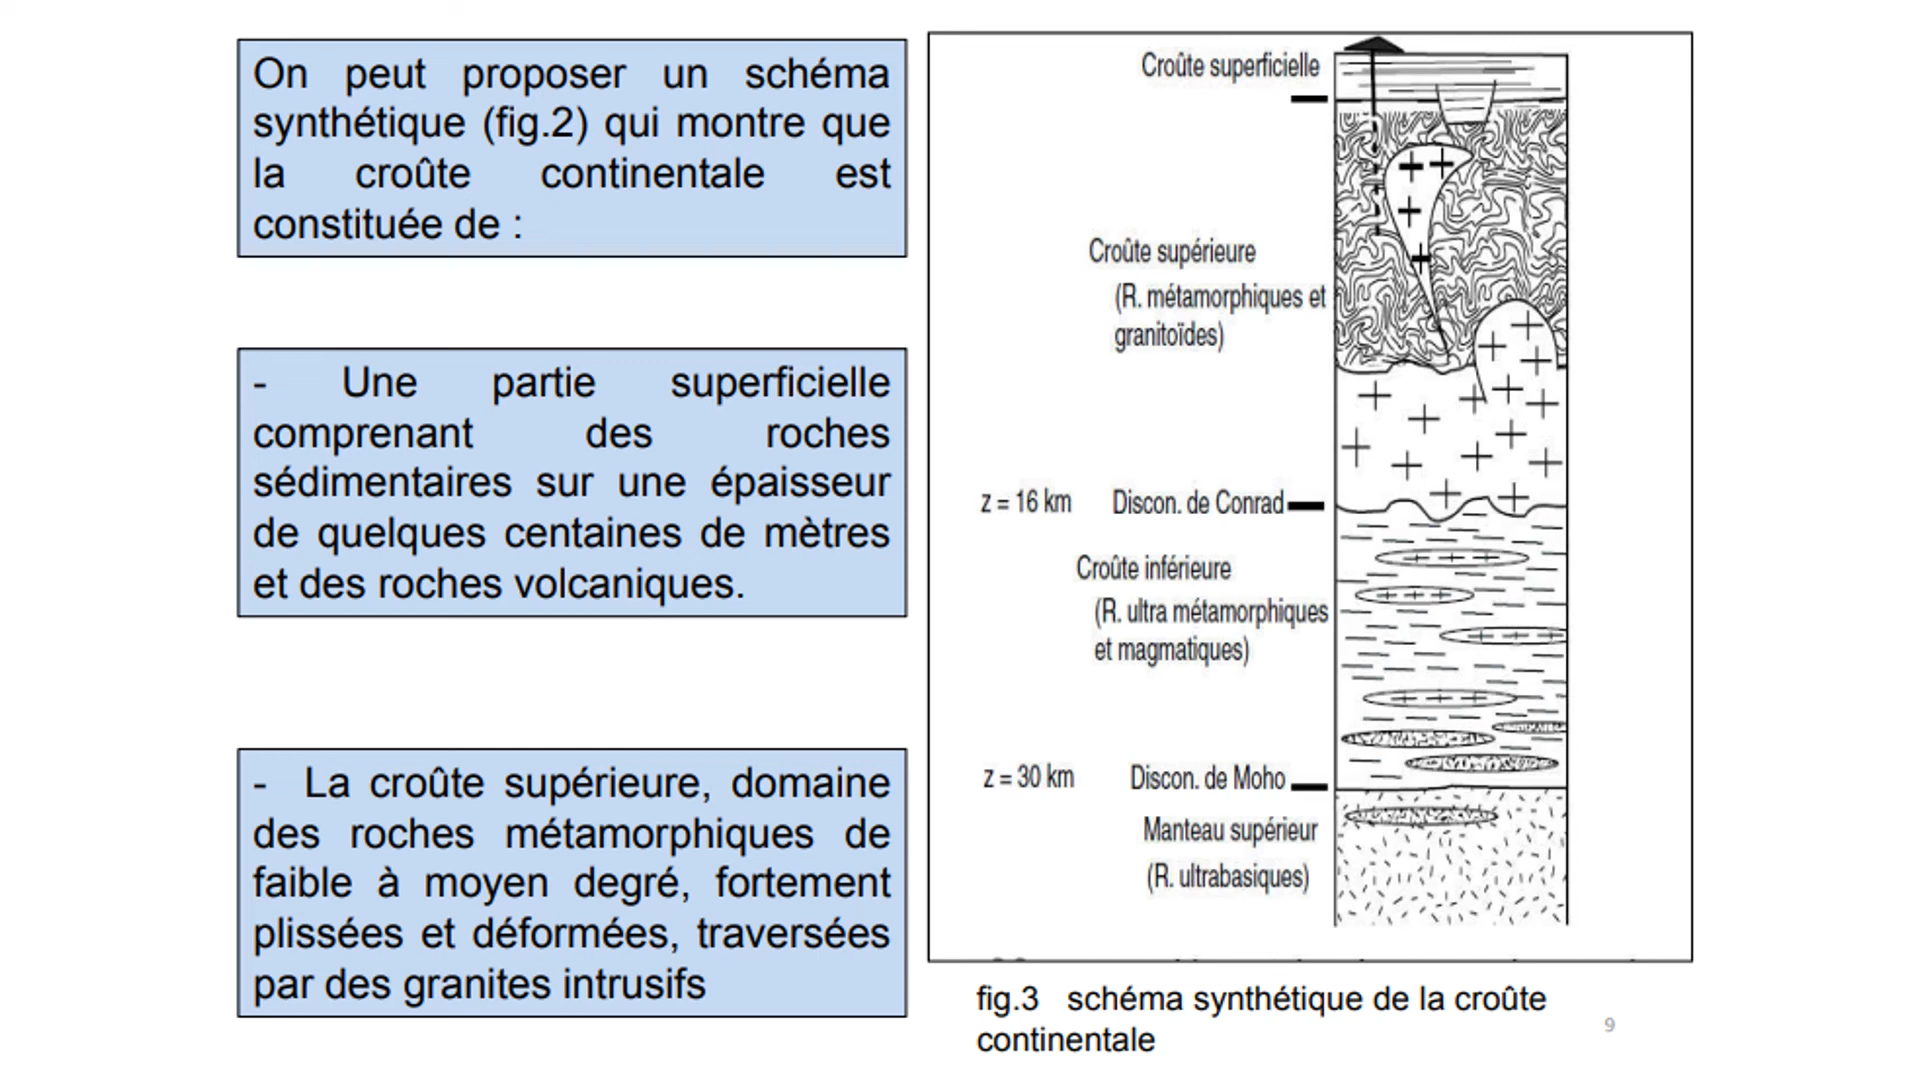 On peut proposer un schéma
synthétique (fig.2) qui montre que
la croûte continentale est
constituée de :
- Une partie superficielle
comprenant des roches
sédimentaires sur une épaisseur
de quelques centaines de mètres
et des roches volcaniques.
- La croûte supérieure, domaine
des roches métamorphiques de
faible à moyen degré, fortement
plissées et déformées, traversées
par des granites intrusifs
Croûte superficielle
Croûte supérieure
(R. métamorphiques et
granitoïdes)
z = 16 km Discon. de Conrad
Croûte inférieure
(R. ultra métamorphiques
et magmatiques)
z = 30 km Discon. de Moho
Manteau supérieur
(R. ultrabasiques)
fig.3 schéma synthétique de la croûte
continentale
9